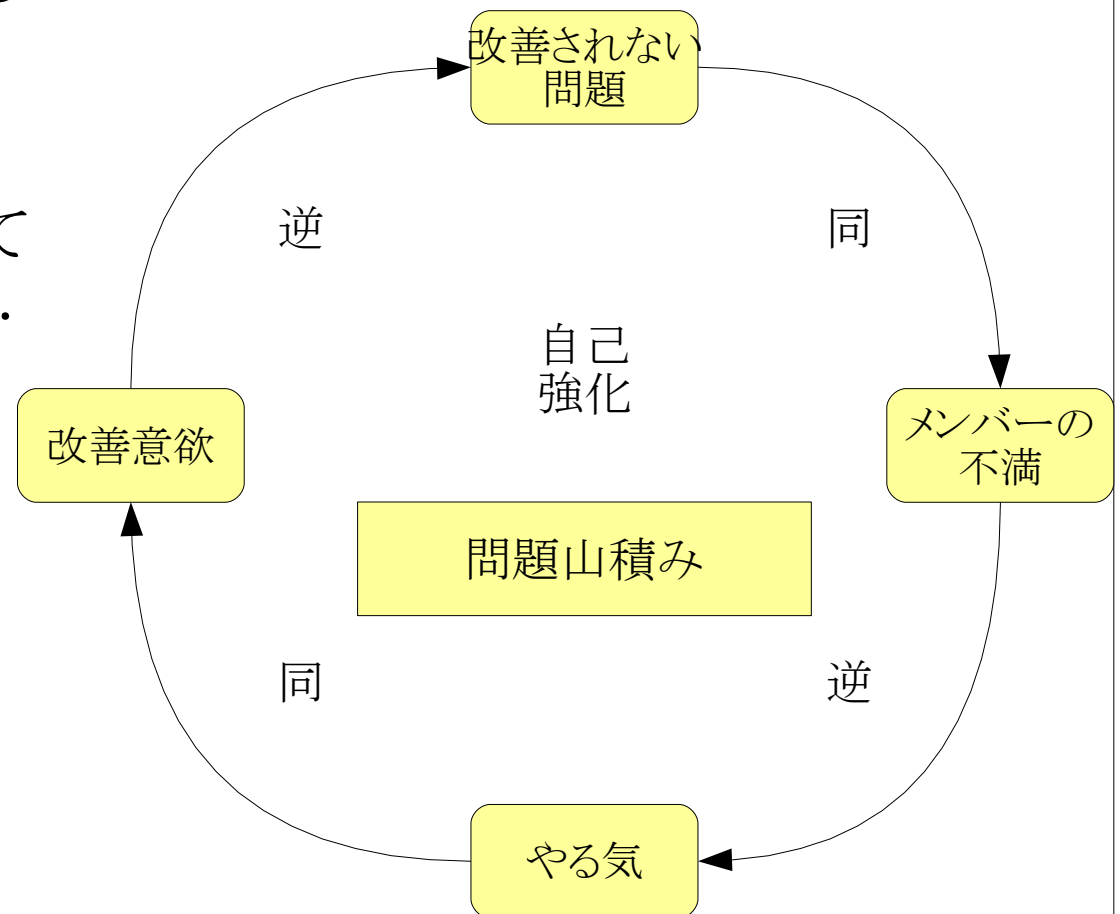 改善されない
問題
逆
同
て
.
自己
強化
改善意欲
メンバーの
不満
問題山積み
同
逆
やる気